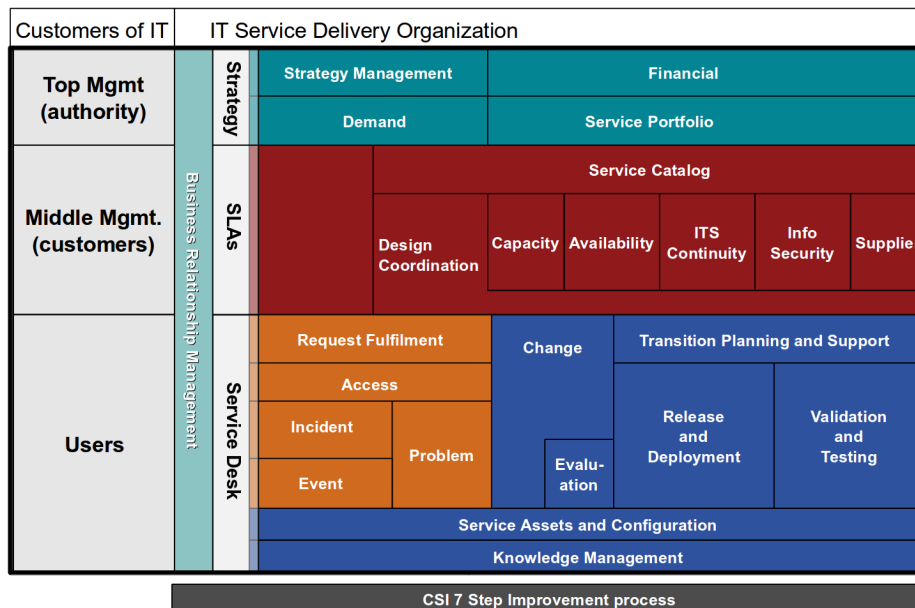 Customers of IT
IT Service Delivery Organization
Top Mgmt
(authority)
Strategy
Strategy Management
Financial
Demand
Service Portfolio
Business Relationship Management
Middle Mgmt.
(customers)
SLAs
Service Catalog
Design
Coordination
Capacity
Availability
ITS
Continuity
Info
Security
Supplie
Users
Service Desk
Request Fulfilment
Access
Incident
Event
Problem
Change
Evalu-
ation
Transition Planning and Support
Release
and
Deployment
Validation
and
Testing
Service Assets and Configuration
Knowledge Management
CSI 7 Step Improvement process